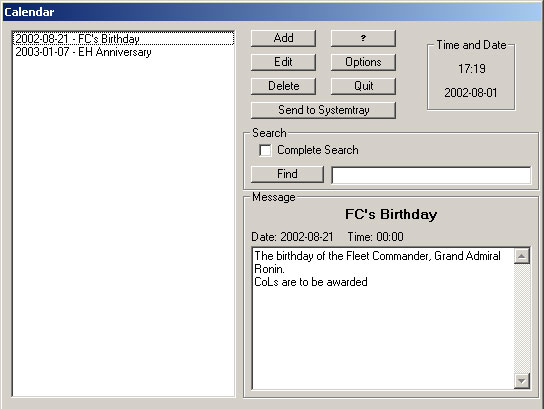 Calendar
2002-08-21 - FC's Birthday
2003-01-07 - EH Anniversary
Add
?
Edit
Options
Delete
Quit
Send to Systemtray
Time and Date
17:19
2002-08-01
Search
Complete Search
Find
Message
FC's Birthday
Date: 2002-08-21 Time: 00:00
The birthday of the Fleet Commander, Grand Admiral
Ronin.
CoLs are to be awarded